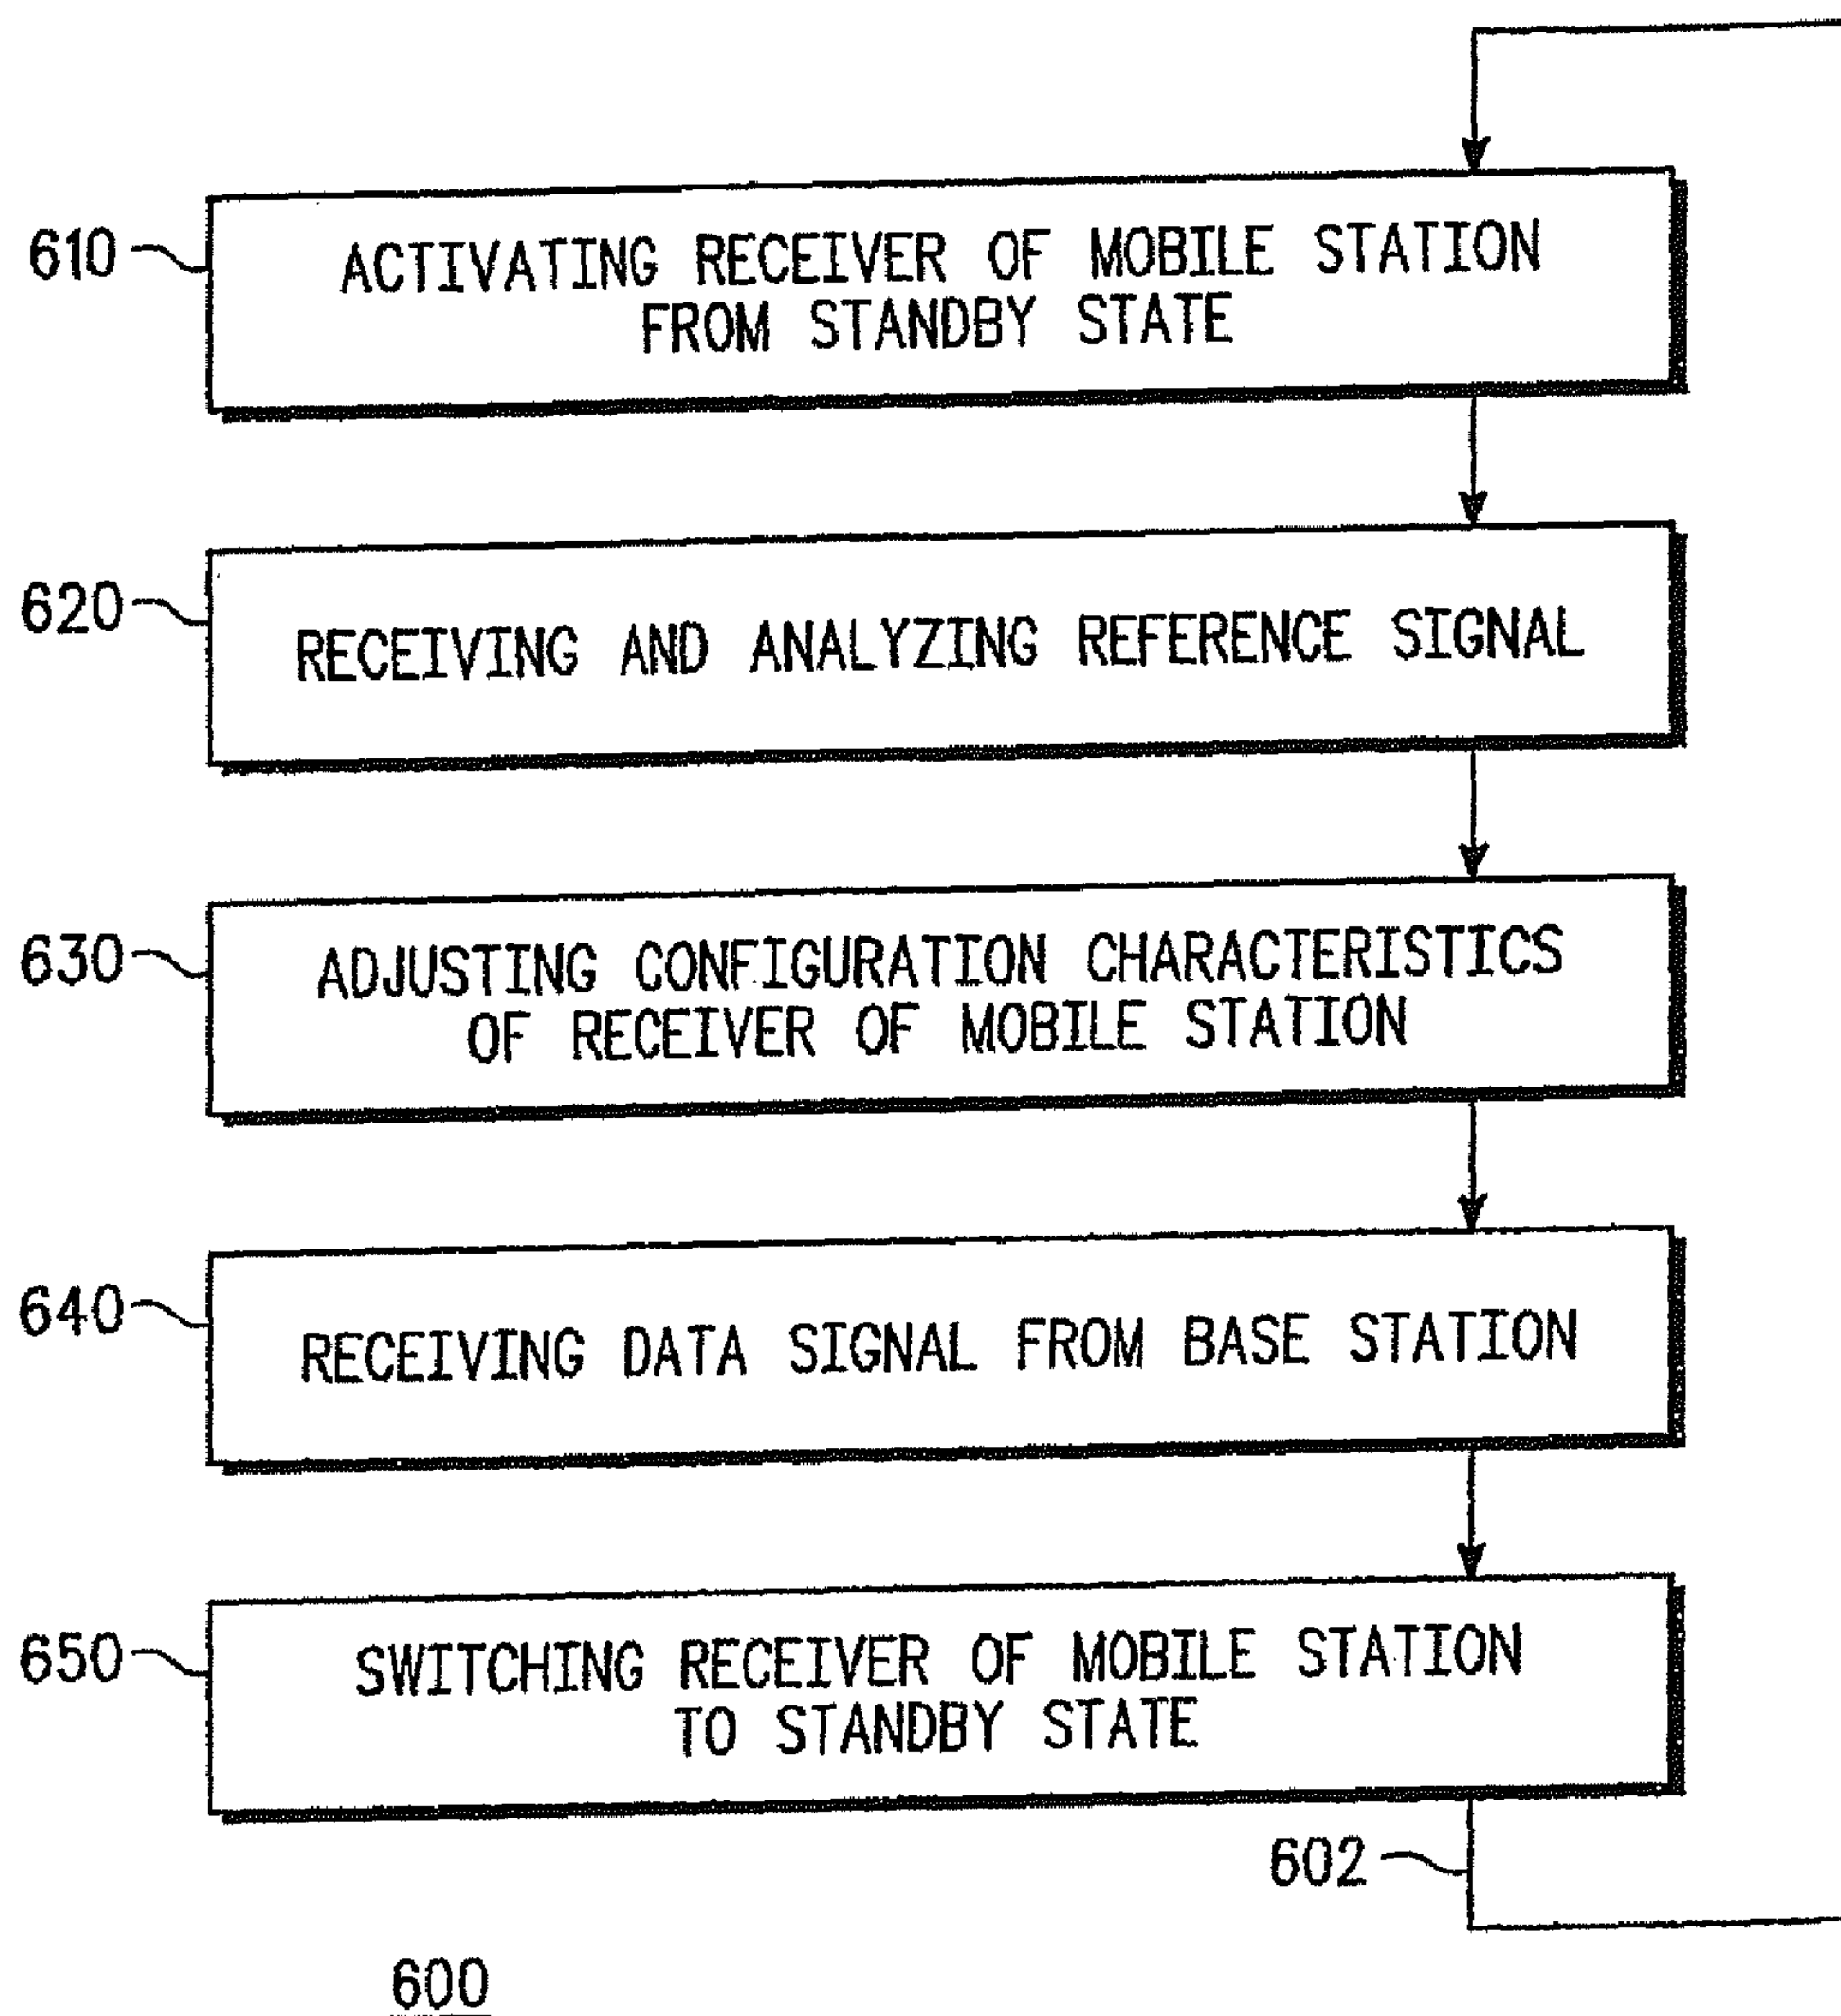 610
ACTIVATING RECEIVER OF MOBILE STATION
FROM STANDBY STATE
620
RECEIVING AND ANALYZING REFERENCE SIGNAL
630
ADJUSTING CONFIGURATION CHARACTERISTICS
OF RECEIVER OF MOBILE STATION
640
RECEIVING DATA SIGNAL FROM BASE STATION
650
SWITCHING RECEIVER OF MOBILE STATION
TO STANDBY STATE
602
600